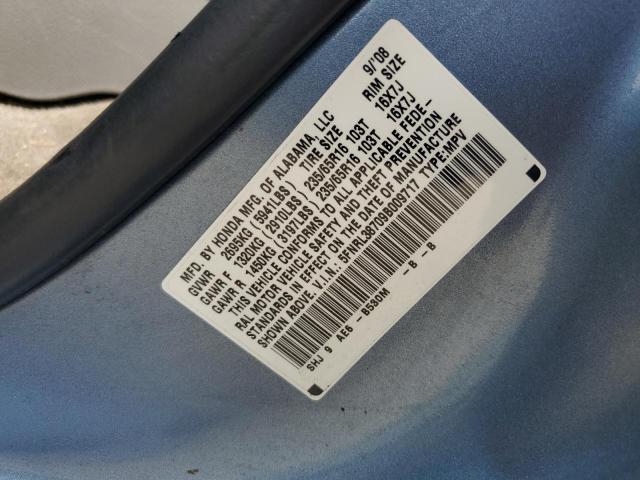 MFD. BY HONDA MFG. OF ALABAMA, LLC 9/'08
GVWR 2695KG (5941LBS) TIRE SIZE RIM SIZE
GAWR F 1320KG (2910LBS) 235/65R16 103T 16X7J
GAWR R 1450KG (3197LBS) 235/65R16 103T 16X7J
THIS VEHICLE CONFORMS TO ALL APPLICABLE FEDE-
RAL MOTOR VEHICLE SAFETY AND THEFT PREVENTION
STANDARDS IN EFFECT ON THE DATE OF MANUFACTURE
SHOWN ABOVE. V.I.N.: 5FNRL38709B009717 TYPE:MPV
SHJ 9 AE6 -B53DM -B -B